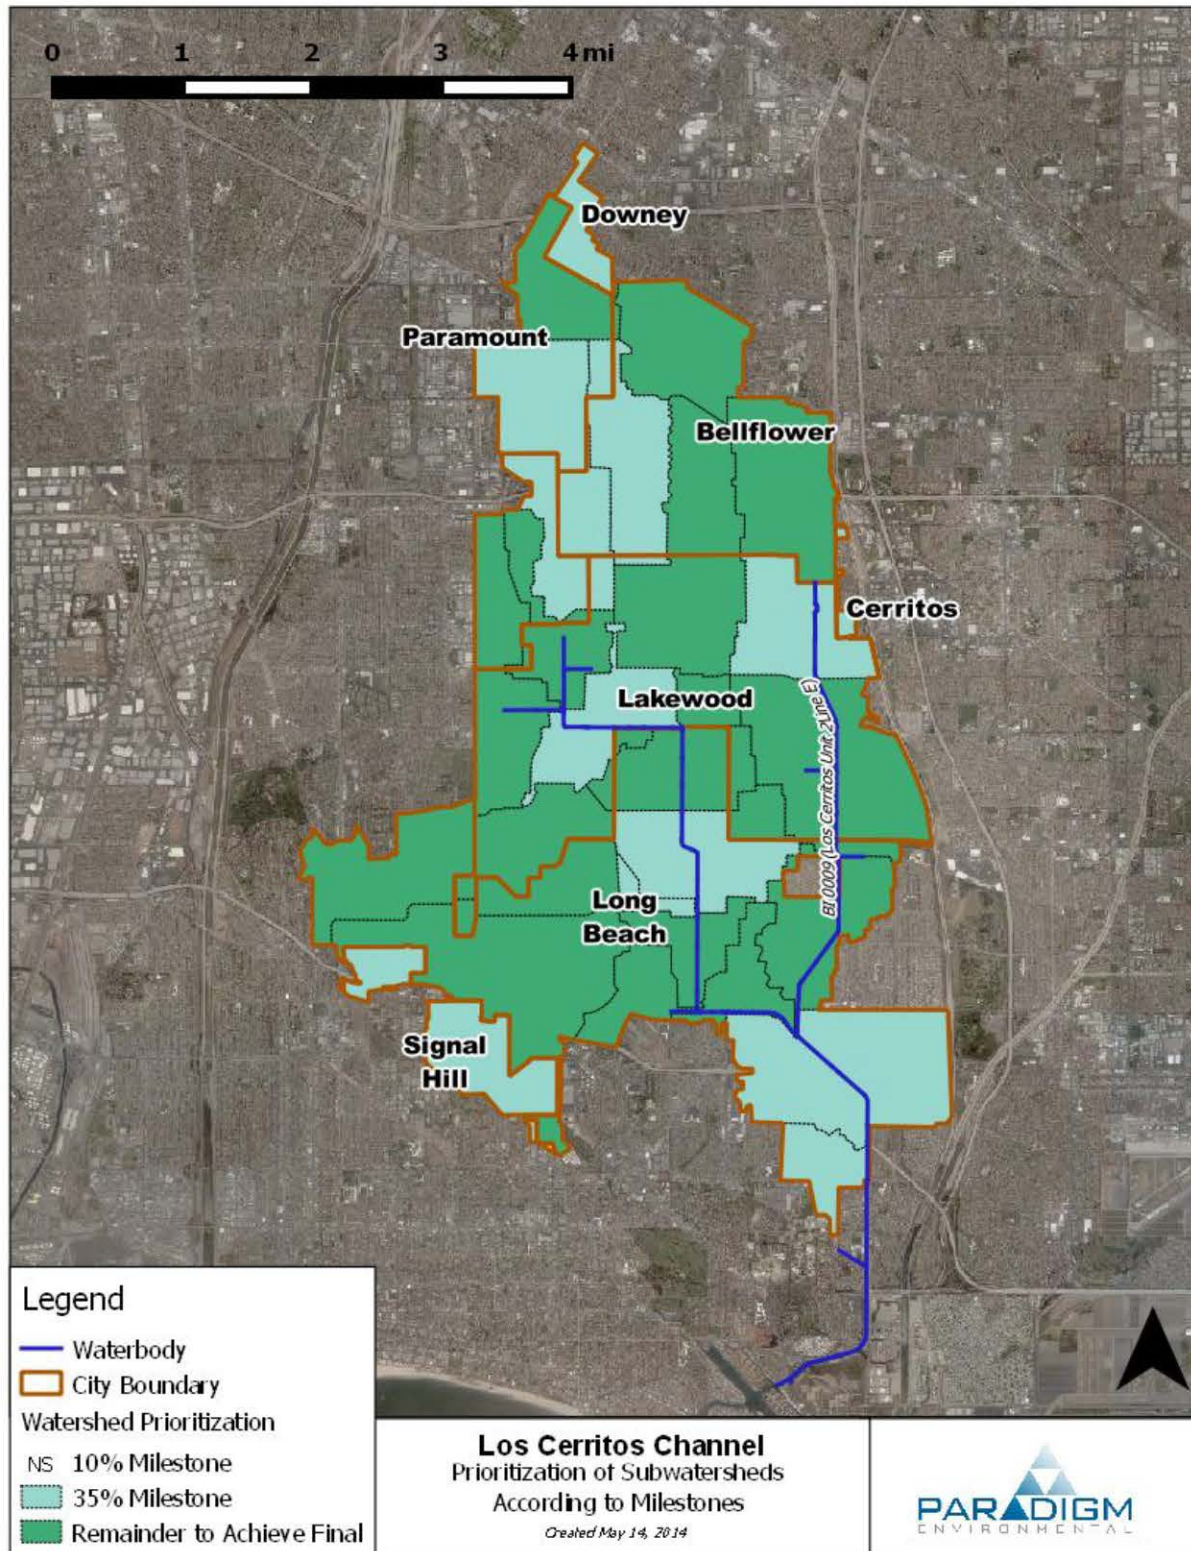 0 1 2 3 4 mi
Downey
Paramount
Bellflower
Cerritos
Lakewood
BI 0009 (Los Cerritos Unit 2Line E)
Long
Beach
Signal
Hill
Legend
Waterbody
City Boundary
Watershed Prioritization
NS 10% Milestone
35% Milestone
Remainder to Achieve Final
Los Cerritos Channel
Prioritization of Subwatersheds
According to Milestones
Created May 14, 2014
PARADIGM
ENVIRONMENTAL